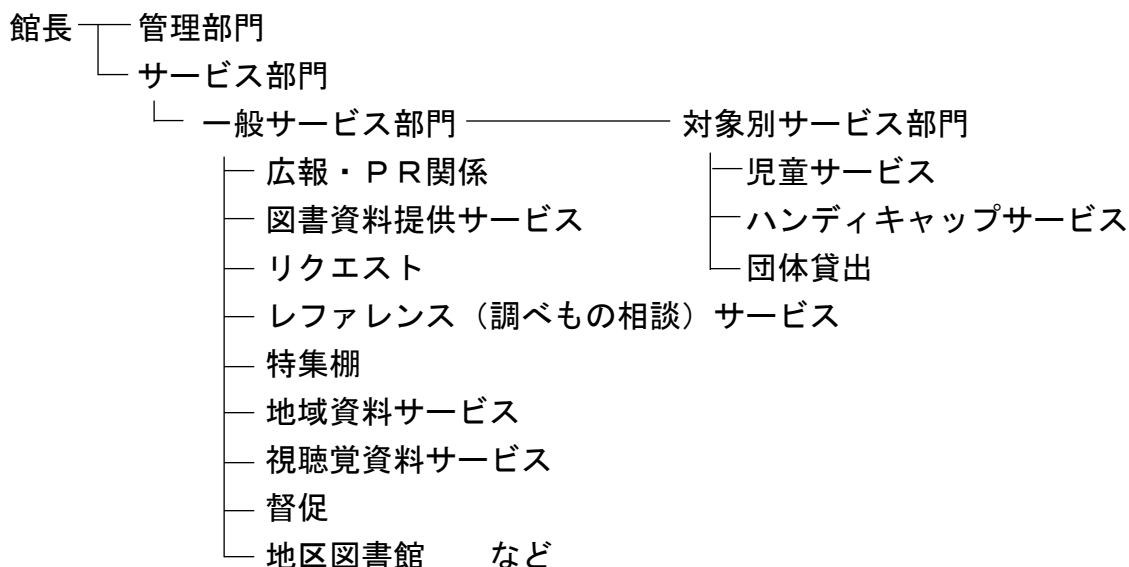 館長 管理部門
サービス部門
一般サービス部門 対象別サービス部門
広報・ＰＲ関係 児童サービス
図書資料提供サービス ハンディキャップサービス
リクエスト 団体貸出
レファレンス（調べもの相談）サービス
特集棚
地域資料サービス
視聴覚資料サービス
督促
地区図書館 など